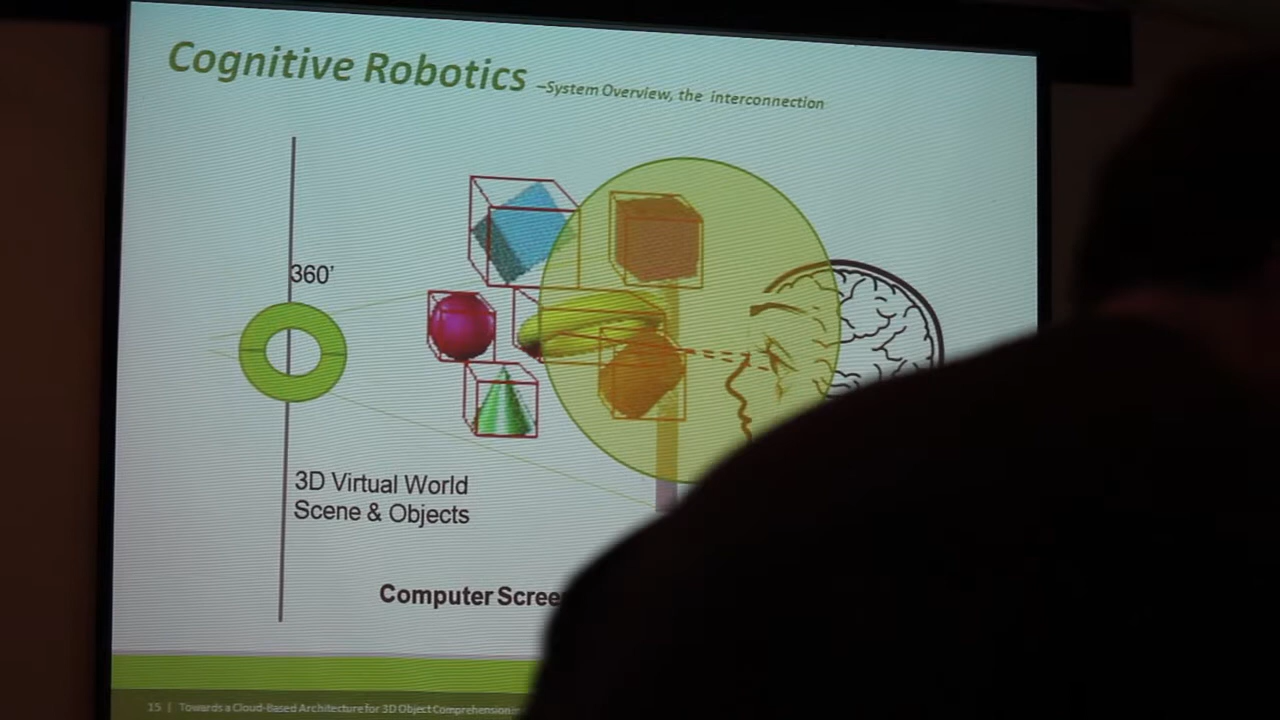 Cognitive Robotics –System Overview, the interconnection
360'
3D Virtual World
Scene & Objects
Computer Scree
15 | Towards a Cloud-Based Architecture for 3D Object Comprehension